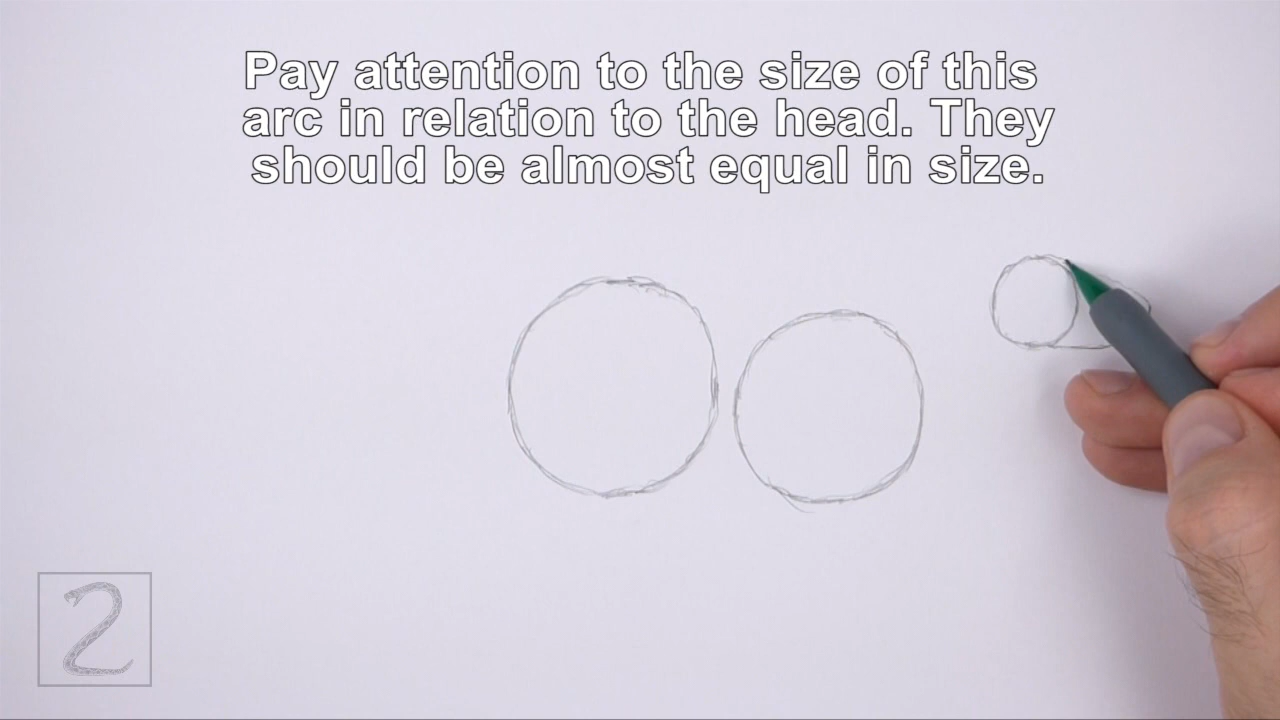 Pay attention to the size of this
arc in relation to the head. They
should be almost equal in size.